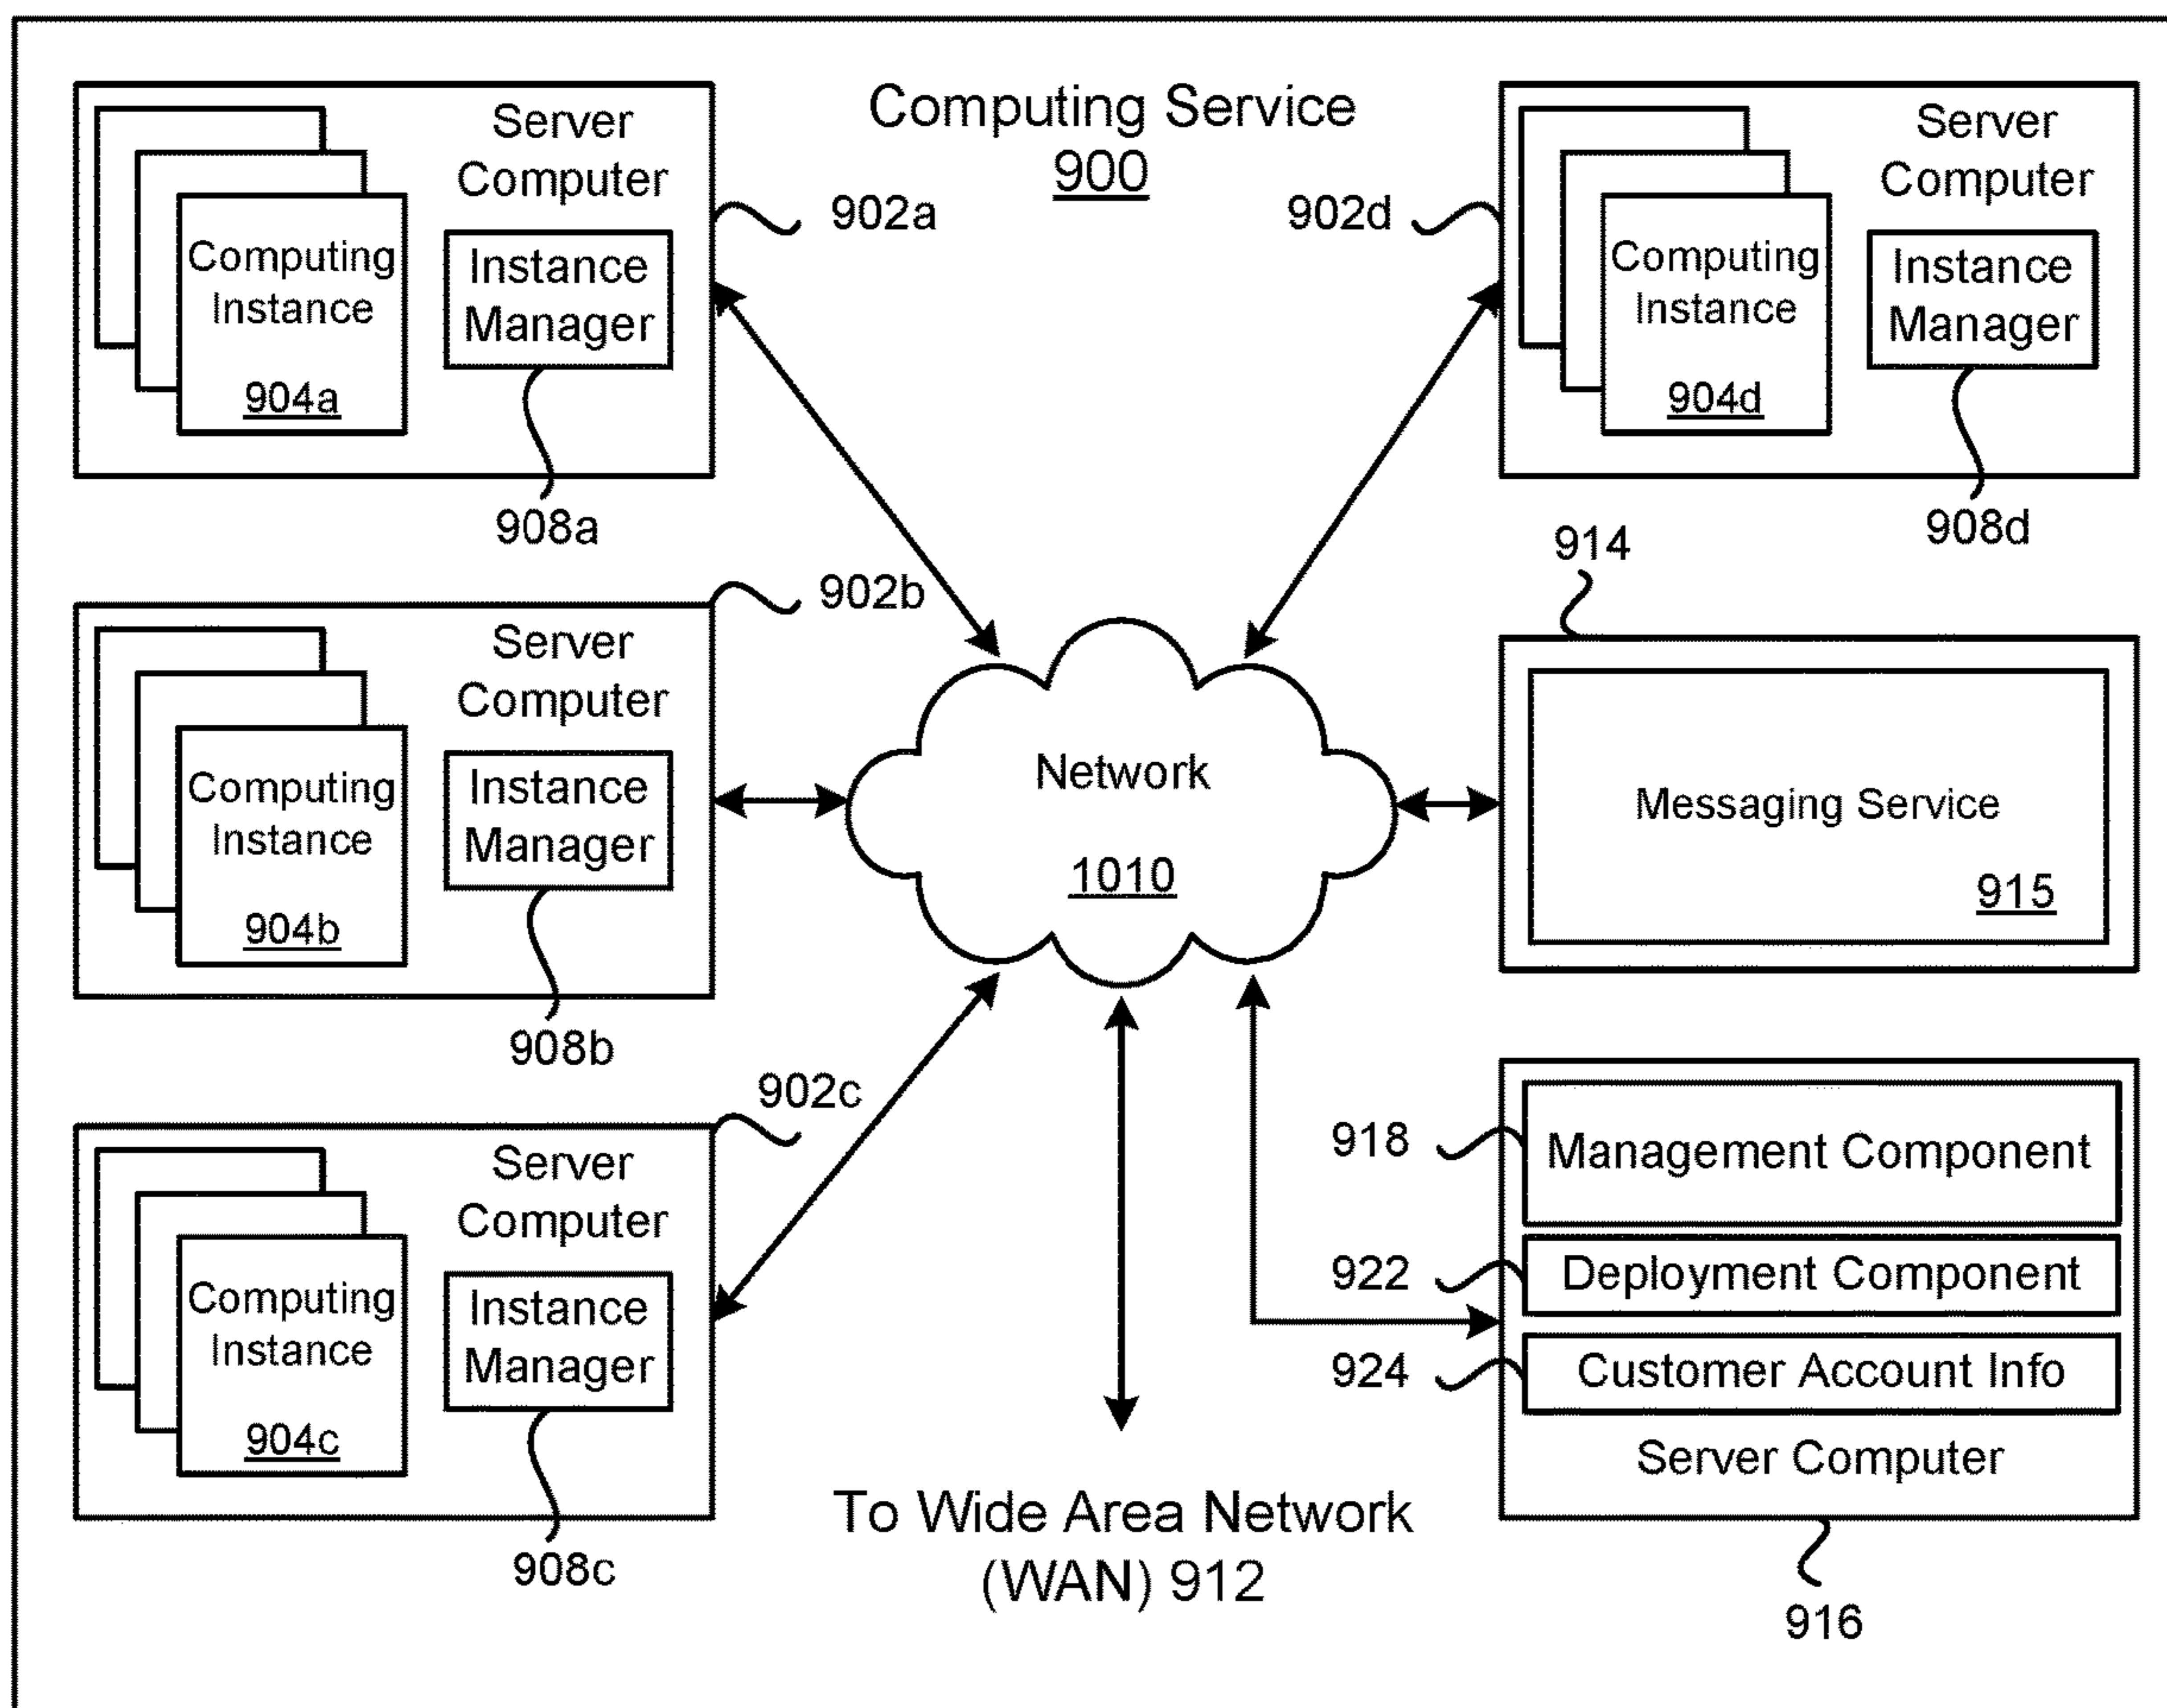 Computing Service
900
Server
Computer
Computing
Instance
904a
Instance
Manager
902a
908a
Server
Computer
Computing
Instance
904d
Instance
Manager
902d
908d
Server
Computer
Computing
Instance
904b
Instance
Manager
902b
908b
Network
1010
914
Messaging Service
915
Server
Computer
Computing
Instance
904c
Instance
Manager
902c
908c
To Wide Area Network
(WAN) 912
918
Management Component
922
Deployment Component
924
Customer Account Info
Server Computer
916